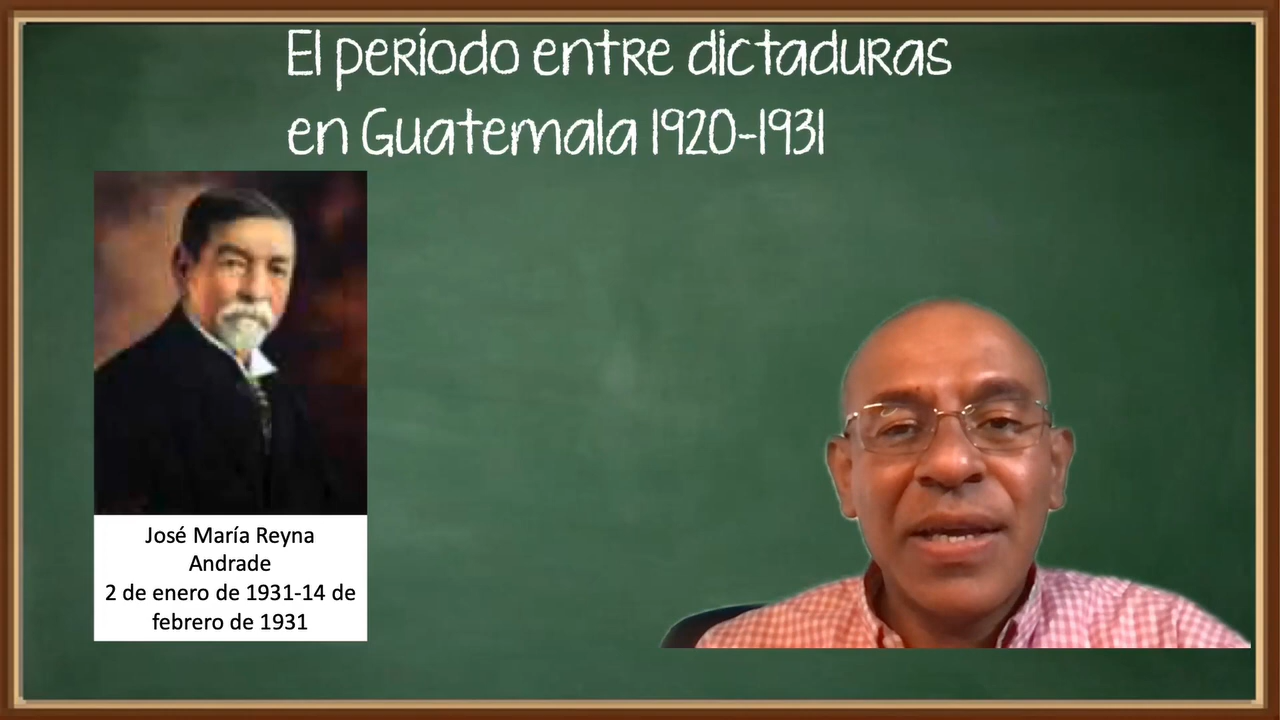 El período entre dictaduras
en Guatemala 1920-1931
José María Reyna
Andrade
2 de enero de 1931-14 de
febrero de 1931